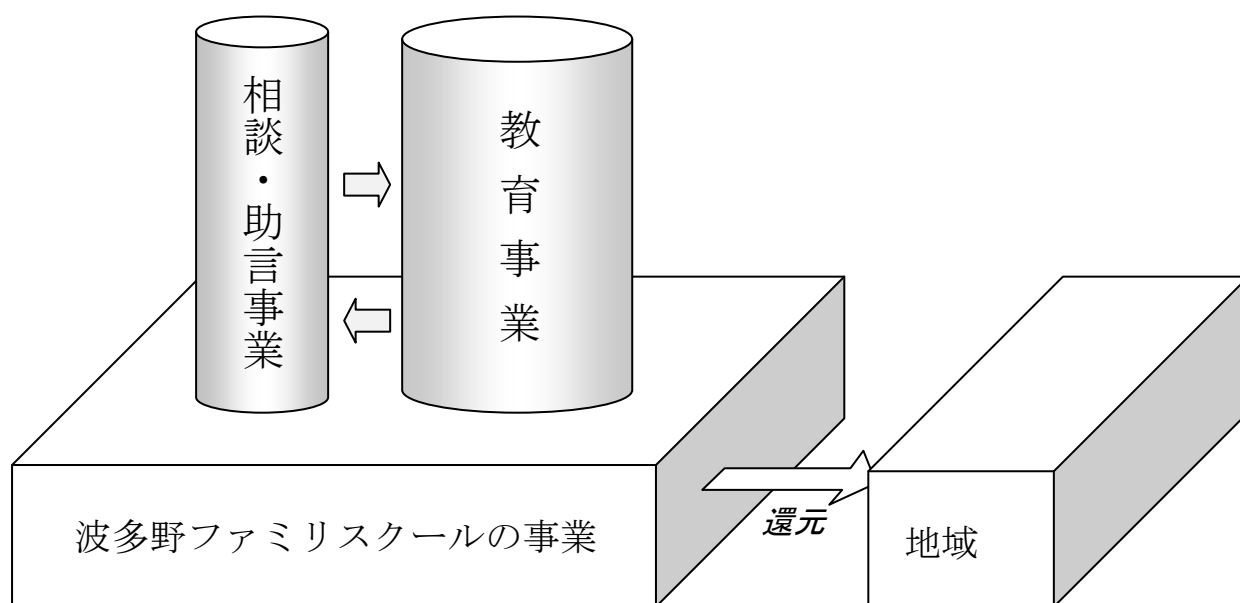 相談・助言事業
教育事業
波多野ファミリスクールの事業
還元
地域